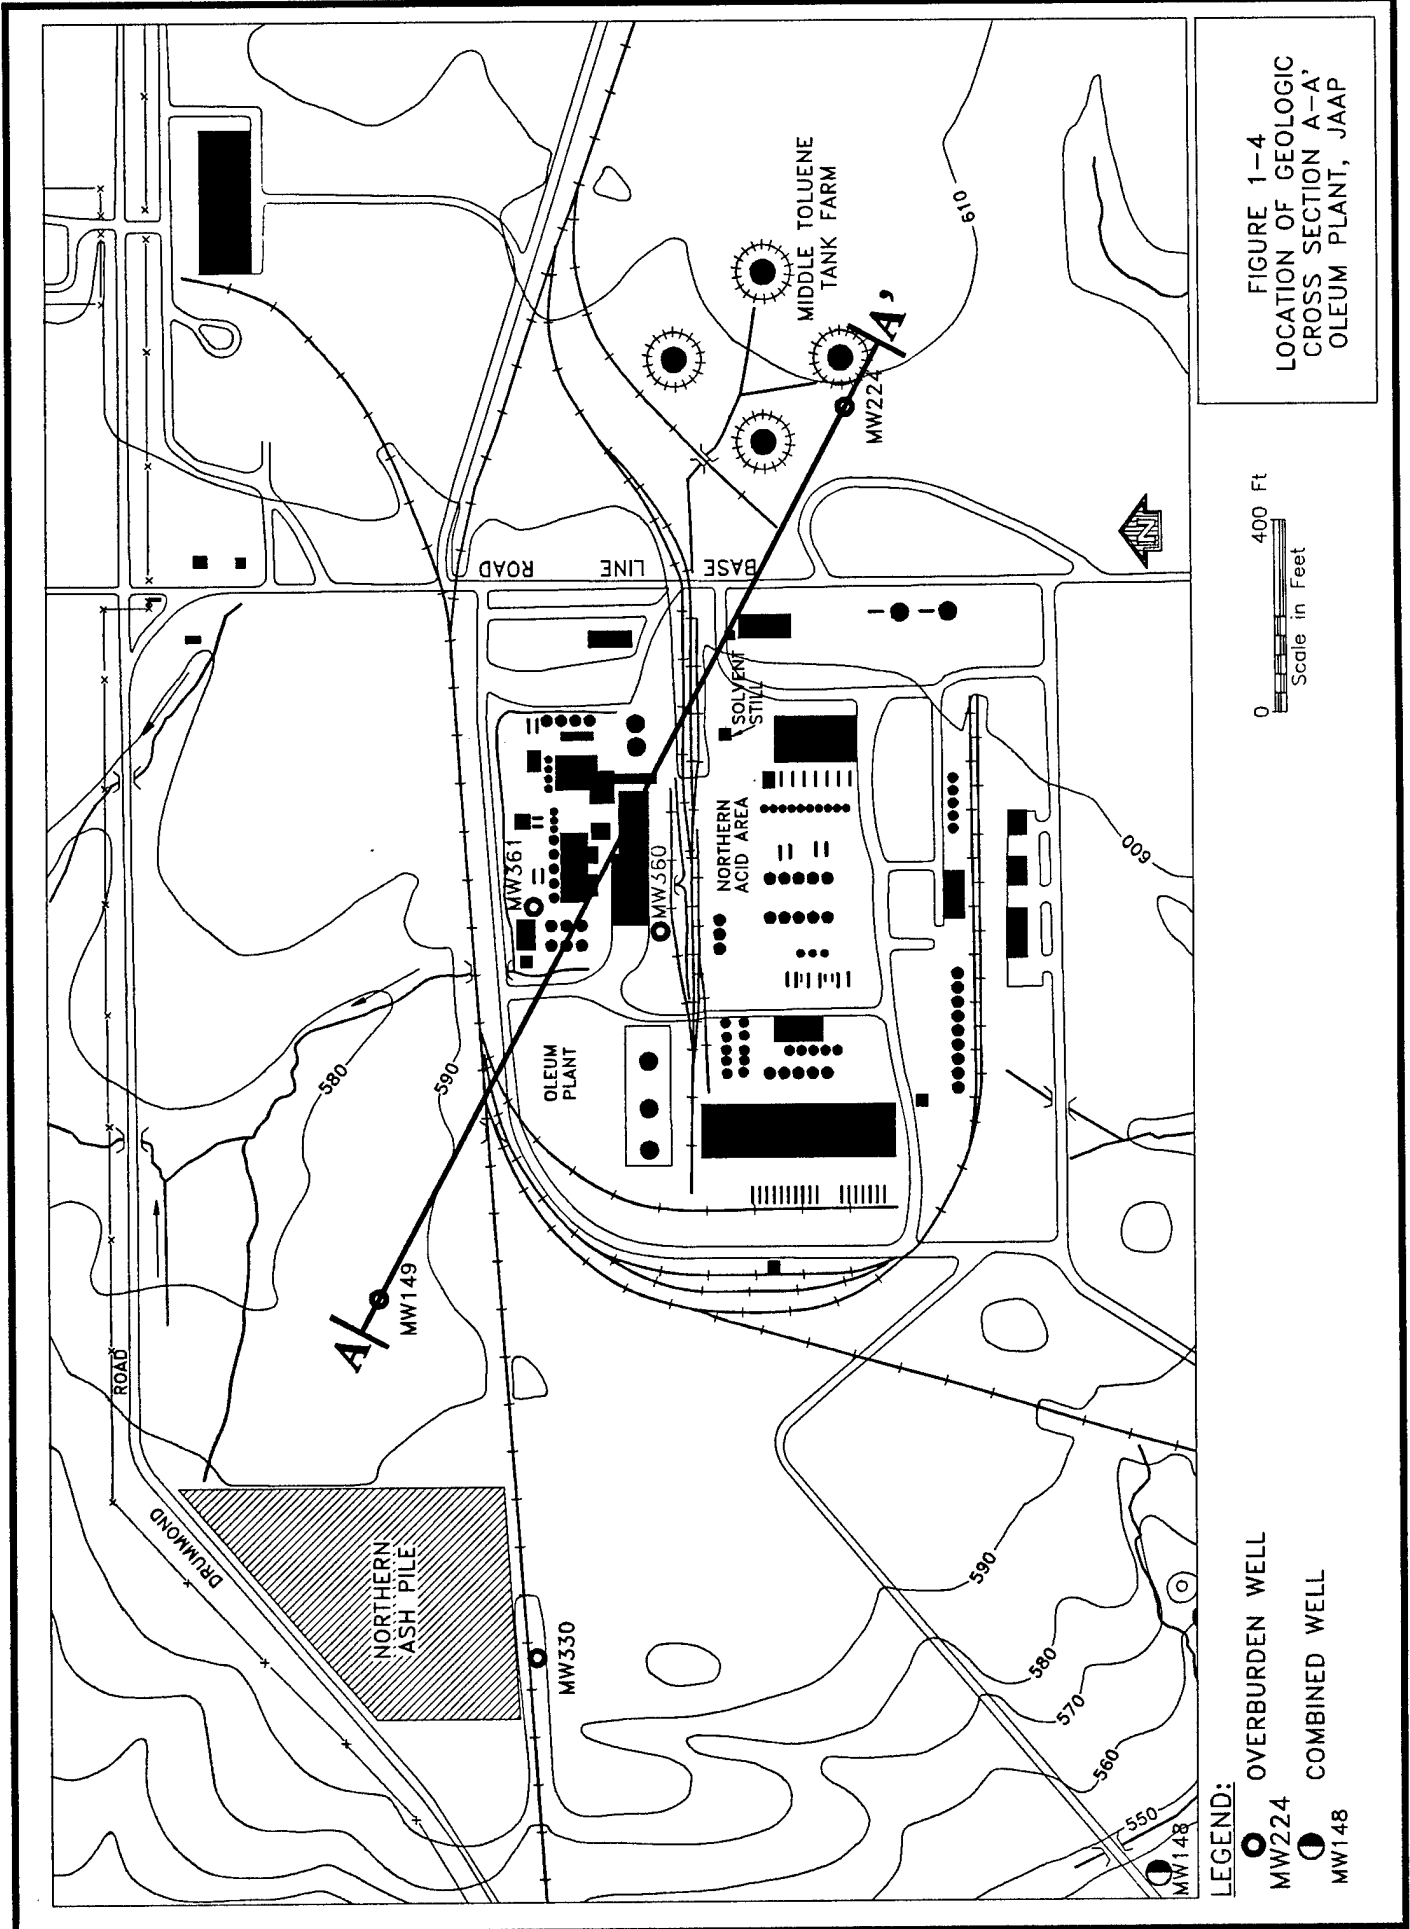 FIGURE 1-4
LOCATION OF GEOLOGIC
CROSS SECTION A-A'
OLEUM PLANT, JAAP
DRUMMOND
ROAD
NORTHERN
ASH PILE
MW330
A
MW149
580
590
OLEUM
PLANT
MW361
MW360
NORTHERN
ACID AREA
SOLVENT
STILL
BASE
LINE
ROAD
MW224
A'
MIDDLE TOLUENE
TANK FARM
610
600
590
580
570
560
550
MW148
N
0
400 Ft
Scale in Feet
LEGEND:
MW224
OVERBURDEN WELL
MW148
COMBINED WELL